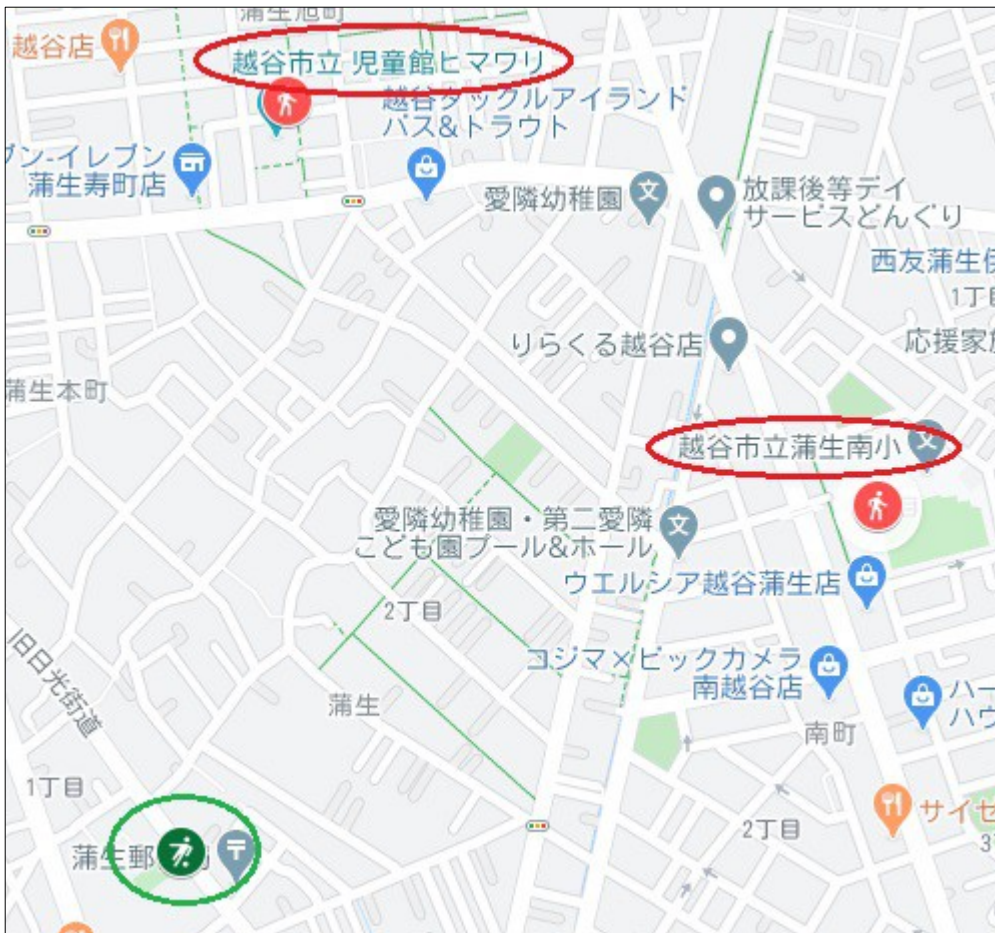 蒲生旭町
越谷店
越谷市立 児童館ヒマワリ
越谷タックルアイランド
バス&トラウト
ブン-イレブン
蒲生寿町店
愛隣幼稚園
放課後等デイ
サービスどんぐり
西友蒲生
1丁目
りらくる越谷店
応援家族
蒲生本町
越谷市立蒲生南小
愛隣幼稚園・第二愛隣
こども園プール&ホール
ウエルシア越谷蒲生店
2丁目
コジマ×ビックカメラ
南越谷店
旧日光街道
蒲生
ハー
ハウ
南町
1丁目
サイゼ
2丁目
3
蒲生郵